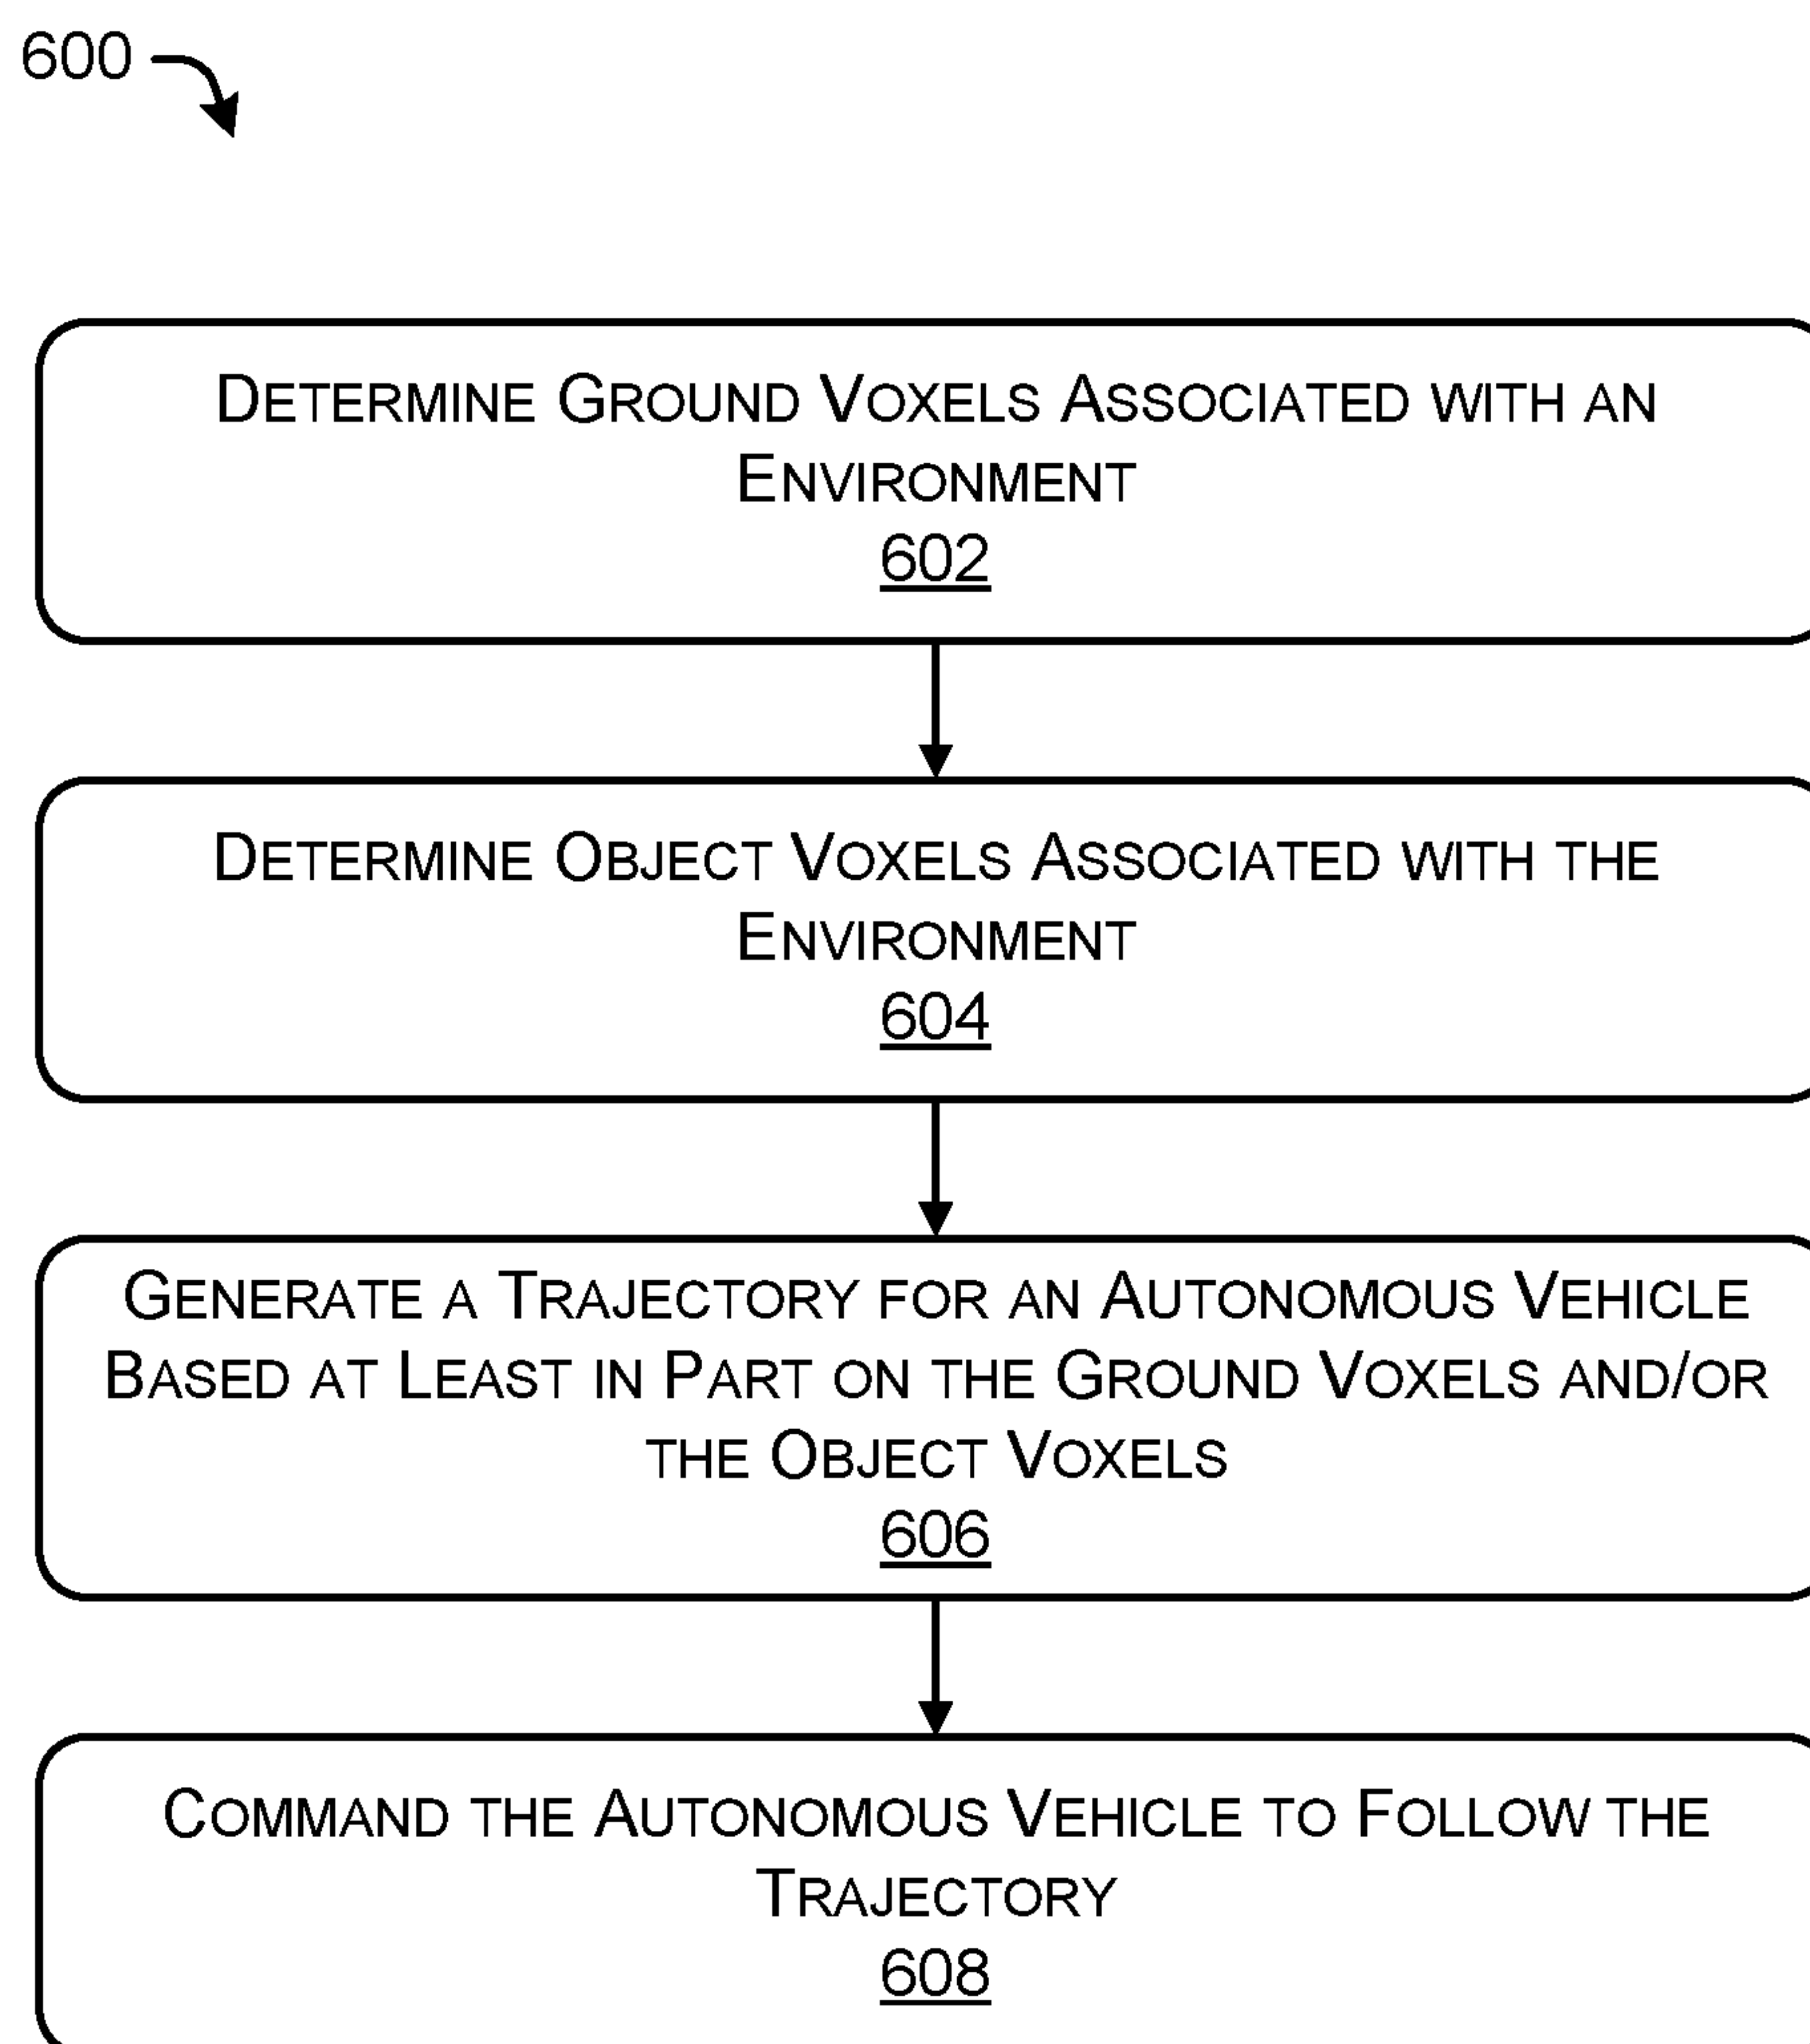 600
Determine Ground Voxels Associated with an
Environment
602
Determine Object Voxels Associated with the
Environment
604
Generate a Trajectory for an Autonomous Vehicle
Based at Least in Part on the Ground Voxels and/or
the Object Voxels
606
Command the Autonomous Vehicle to Follow the
Trajectory
608